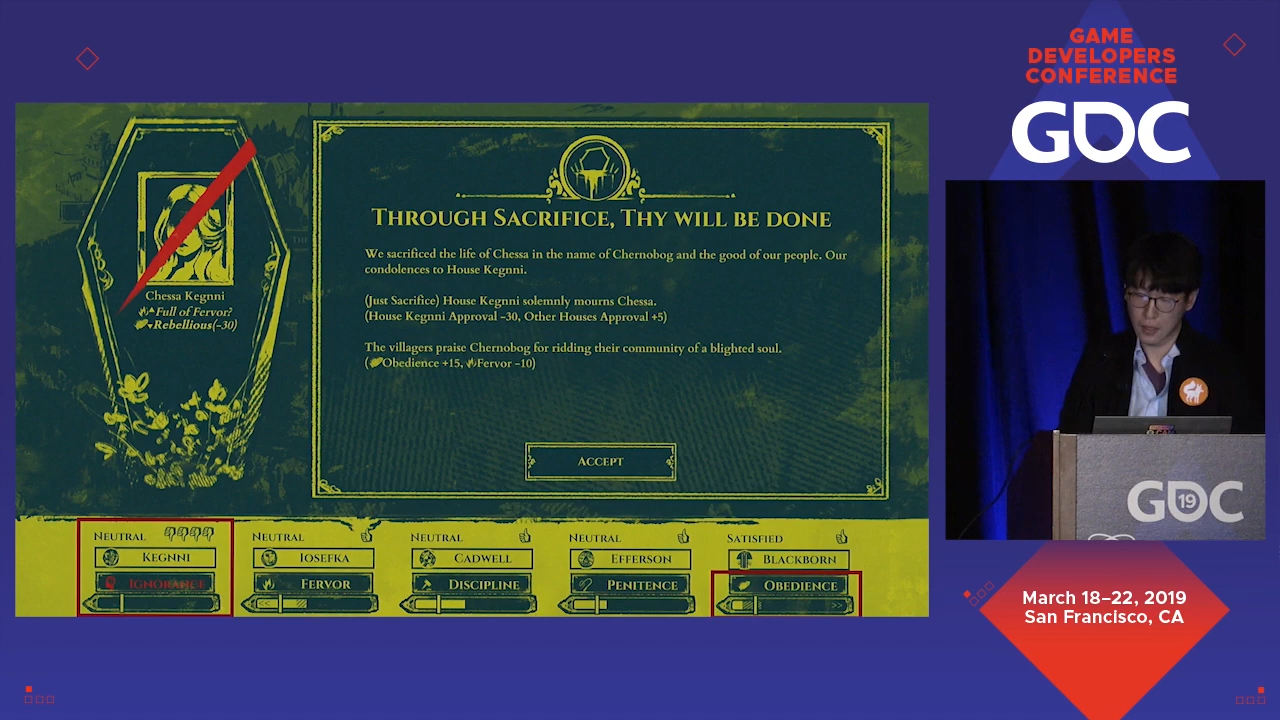 GAME
DEVELOPERS
CONFERENCE
GDC
THROUGH SACRIFICE, THY WILL BE DONE
We sacrificed the life of Chessa in the name of Chernobog and the good of our people. Our
condolences to House Kegnni.
(Just Sacrifice) House Kegnni solemnly mourns Chessa.
(House Kegnni Approval -30, Other Houses Approval +5)
The villagers praise Chernobog for ridding their community of a blighted soul.
(Obedience +15, Fervor -10)
ACCEPT
Chessa Kegnni
Full of Fervor?
Rebellious(-30)
NEUTRAL
KEGNNI
IGNORANCE
NEUTRAL
IOSEFKA
FERVOR
NEUTRAL
CADWELL
DISCIPLINE
NEUTRAL
EFFERSON
PENITENCE
SATISFIED
BLACKBORN
OBEDIENCE
GDC
19
March 18–22, 2019
San Francisco, CA